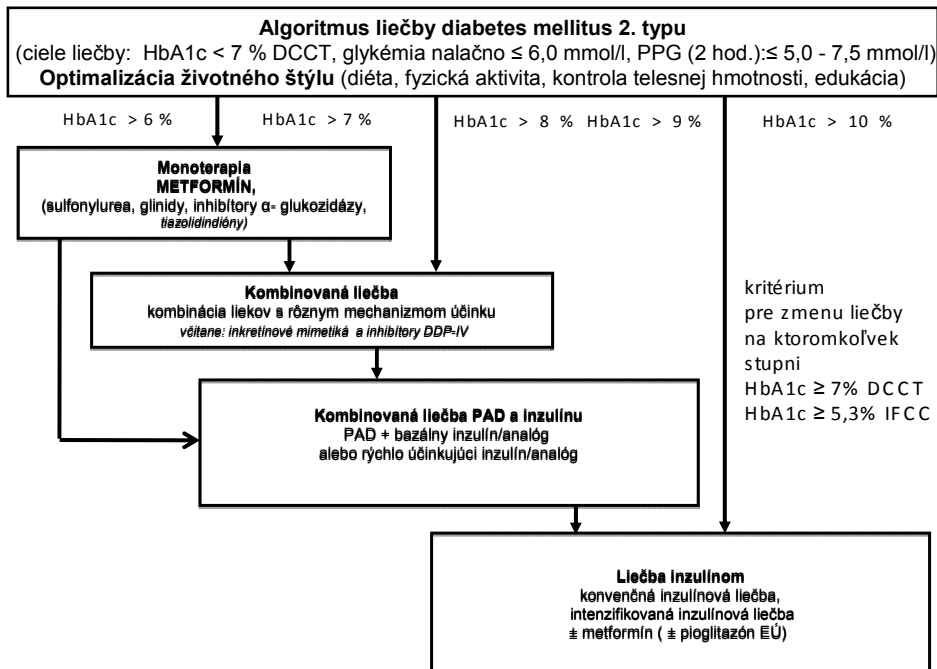 Algoritmus liečby diabetes mellitus 2. typu
(ciele liečby: HbA1c < 7 % DCCT, glykémia nalačno ≤ 6,0 mmol/l, PPG (2 hod.):≤ 5,0 - 7,5 mmol/l)
Optimalizácia životného štýlu (diéta, fyzická aktivita, kontrola telesnej hmotnosti, edukácia)
HbA1c > 6 % HbA1c > 7 % HbA1c > 8 % HbA1c > 9 % HbA1c > 10 %
Monoterapia
METFORMÍN,
(sulfonylurea, glinidy, inhibítory α- glukozidázy,
tiazolidindióny)
Kombinovaná liečba
kombinácia liekov s rôznym mechanizmom účinku
včítane: inkretínové mimetiká a inhibítory DDP-IV
kritérium
pre zmenu liečby
na ktoromkoľvek
stupni
HbA1c ≥ 7% DCCT
HbA1c ≥ 5,3% IFCC
Kombinovaná liečba PAD a inzulínu
PAD + bazálny inzulín/analóg
alebo rýchlo účinkujúci inzulín/analóg
Liečba inzulínom
konvenčná inzulínová liečba,
intenzifikovaná inzulínová liečba
± metformín ( ± pioglitazón EÚ)